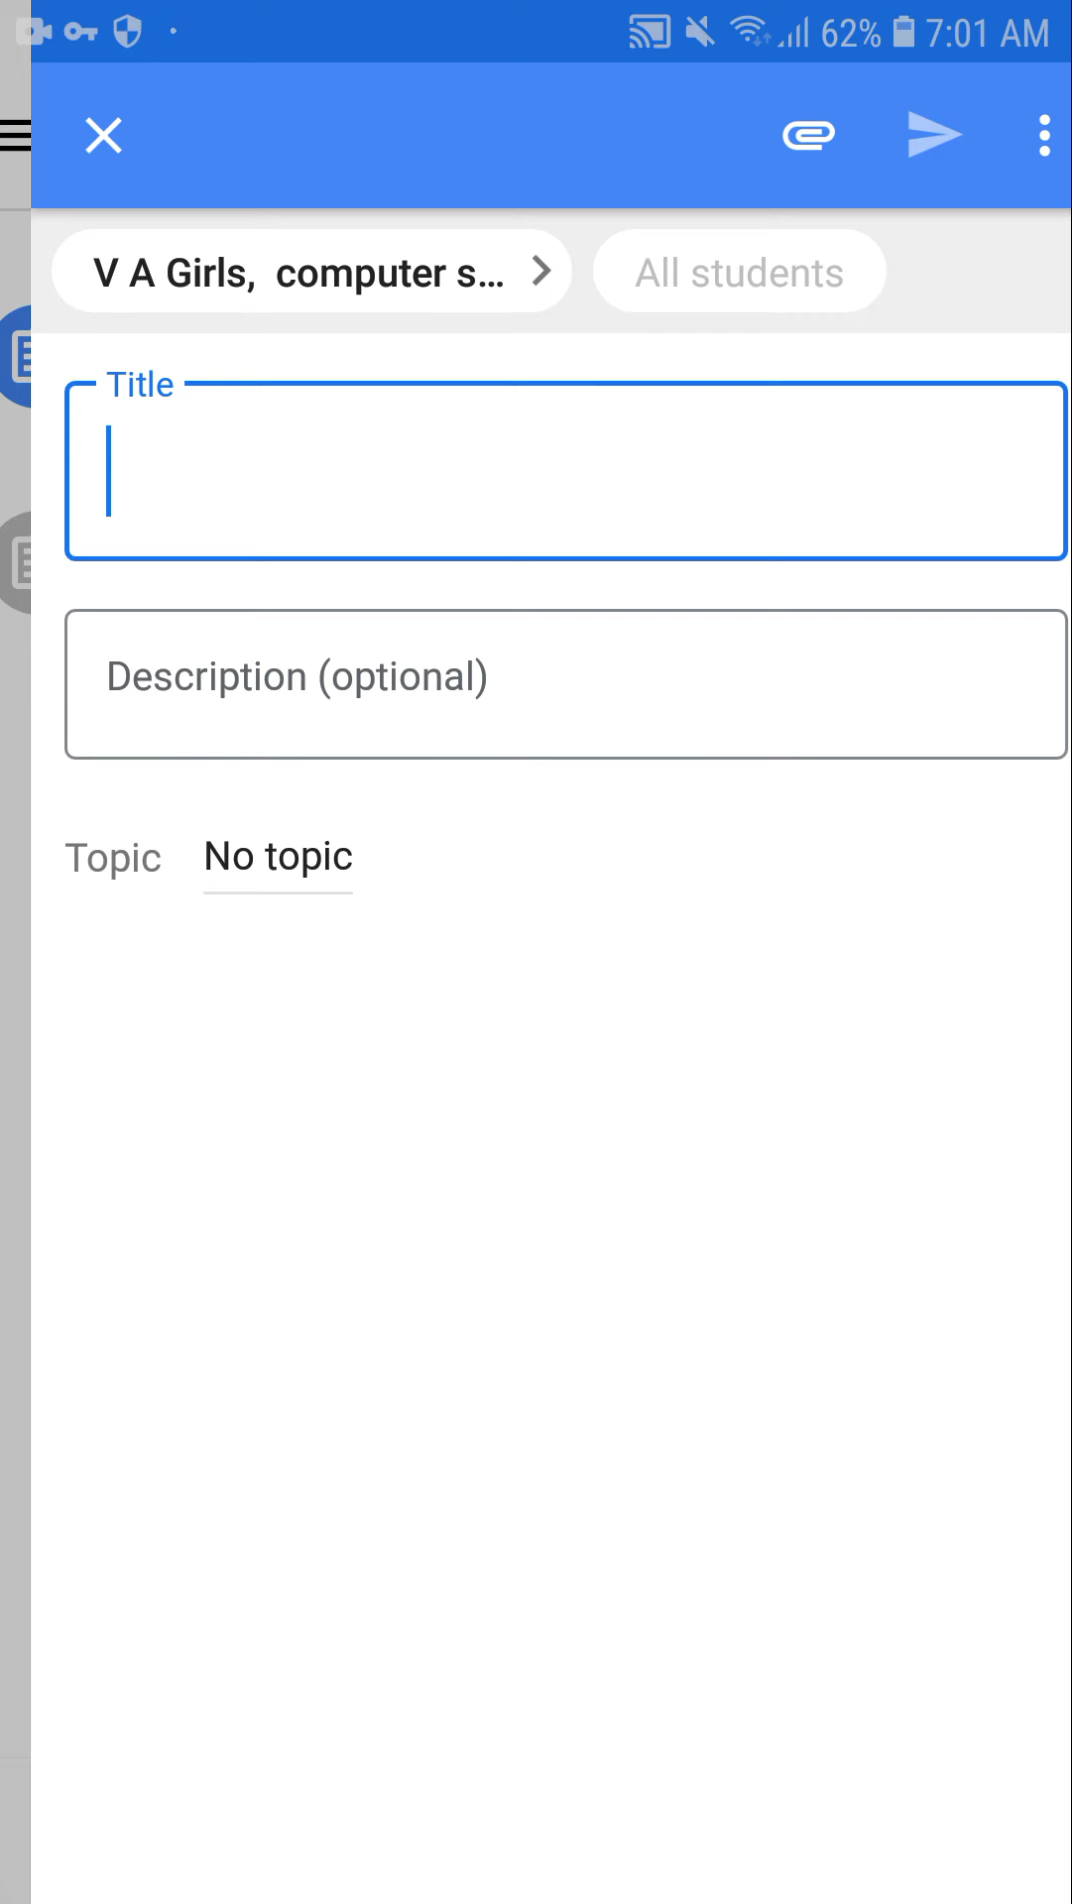 62% 7:01 AM
V A Girls, computer s... All students
Title
Description (optional)
Topic No topic